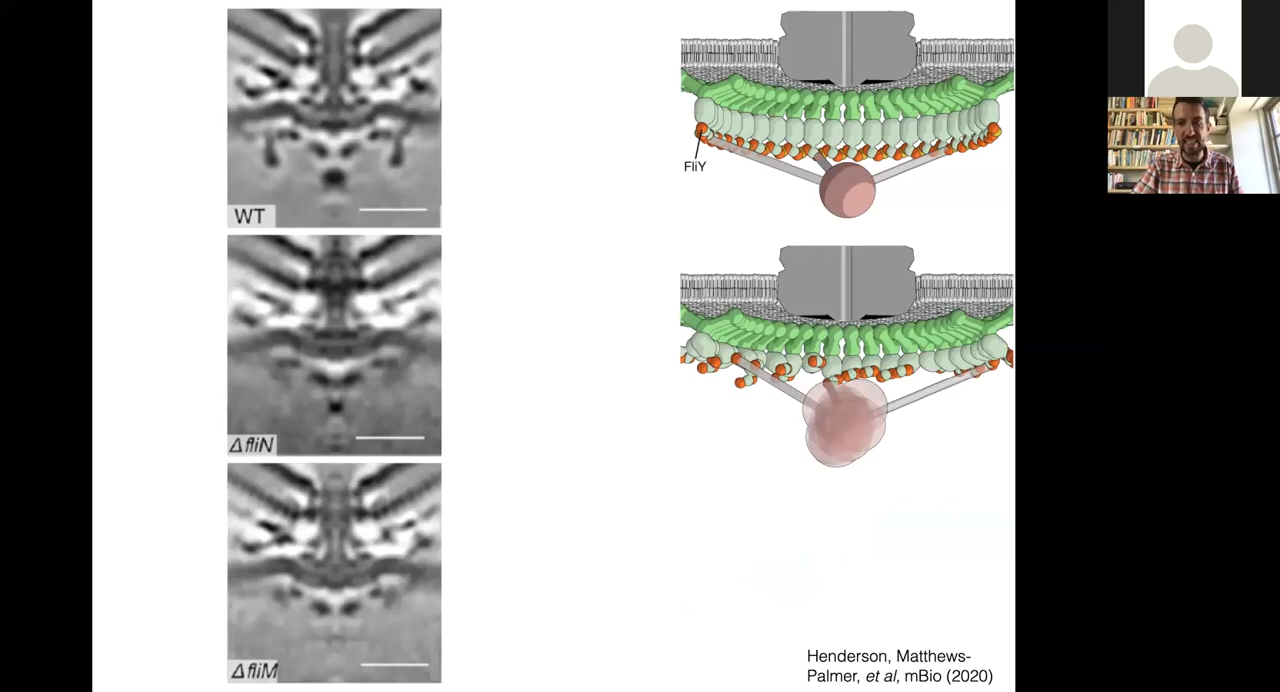 WT
ΔfliN
ΔfliM
FliY
Henderson, Matthews-
Palmer, et al, mBio (2020)